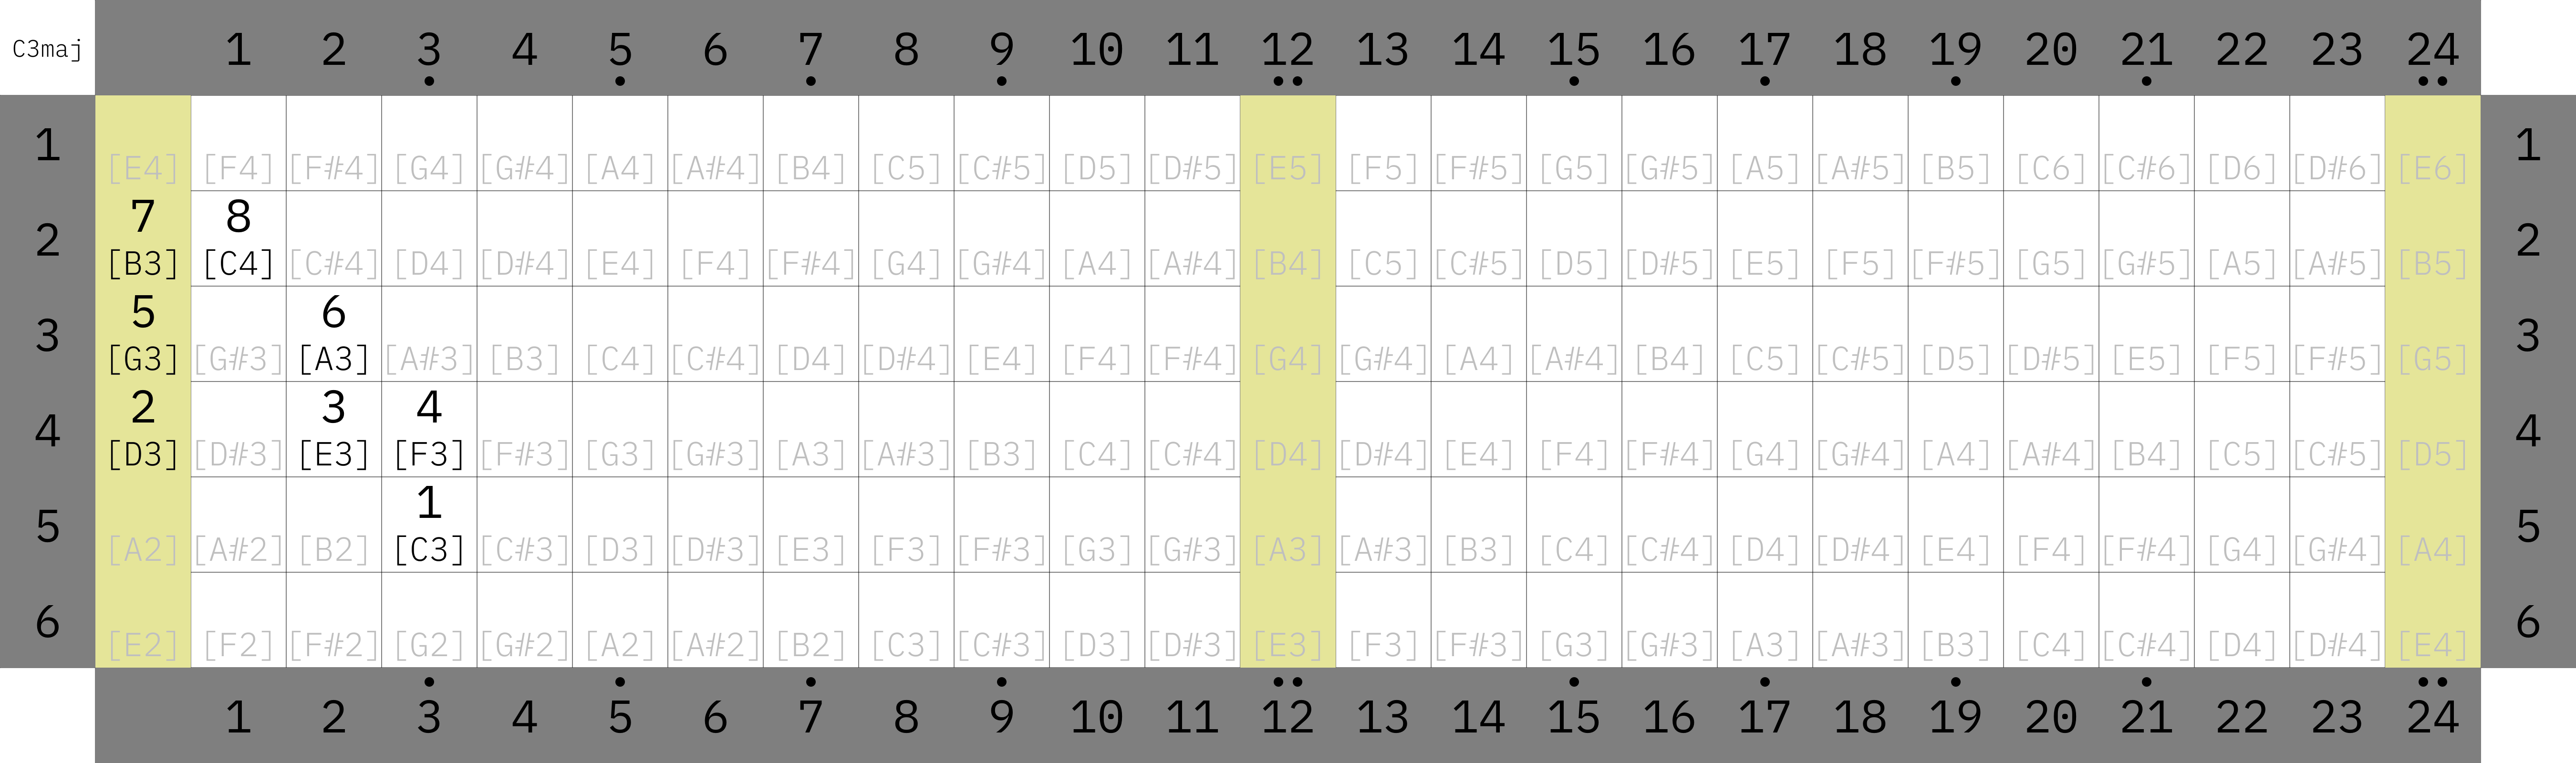 C3maj 1 2 3 4 5 6 7 8 9 10 11 12 13 14 15 16 17 18 19 20 21 22 23 24
1 [E4] [F4] [F#4] [G4] [G#4] [A4] [A#4] [B4] [C5] [C#5] [D5] [D#5] [E5] [F5] [F#5] [G5] [G#5] [A5] [A#5] [B5] [C6] [C#6] [D6] [D#6] [E6] 1
7 8
2 [B3] [C4] [C#4] [D4] [D#4] [E4] [F4] [F#4] [G4] [G#4] [A4] [A#4] [B4] [C5] [C#5] [D5] [D#5] [E5] [F5] [F#5] [G5] [G#5] [A5] [A#5] [B5] 2
5 6
3 [G3] [G#3] [A3] [A#3] [B3] [C4] [C#4] [D4] [D#4] [E4] [F4] [F#4] [G4] [G#4] [A4] [A#4] [B4] [C5] [C#5] [D5] [D#5] [E5] [F5] [F#5] [G5] 3
2 3 4
4 [D3] [D#3] [E3] [F3] [F#3] [G3] [G#3] [A3] [A#3] [B3] [C4] [C#4] [D4] [D#4] [E4] [F4] [F#4] [G4] [G#4] [A4] [A#4] [B4] [C5] [C#5] [D5] 4
1
5 [A2] [A#2] [B2] [C3] [C#3] [D3] [D#3] [E3] [F3] [F#3] [G3] [G#3] [A3] [A#3] [B3] [C4] [C#4] [D4] [D#4] [E4] [F4] [F#4] [G4] [G#4] [A4] 5
6 [E2] [F2] [F#2] [G2] [G#2] [A2] [A#2] [B2] [C3] [C#3] [D3] [D#3] [E3] [F3] [F#3] [G3] [G#3] [A3] [A#3] [B3] [C4] [C#4] [D4] [D#4] [E4] 6
1 2 3 4 5 6 7 8 9 10 11 12 13 14 15 16 17 18 19 20 21 22 23 24